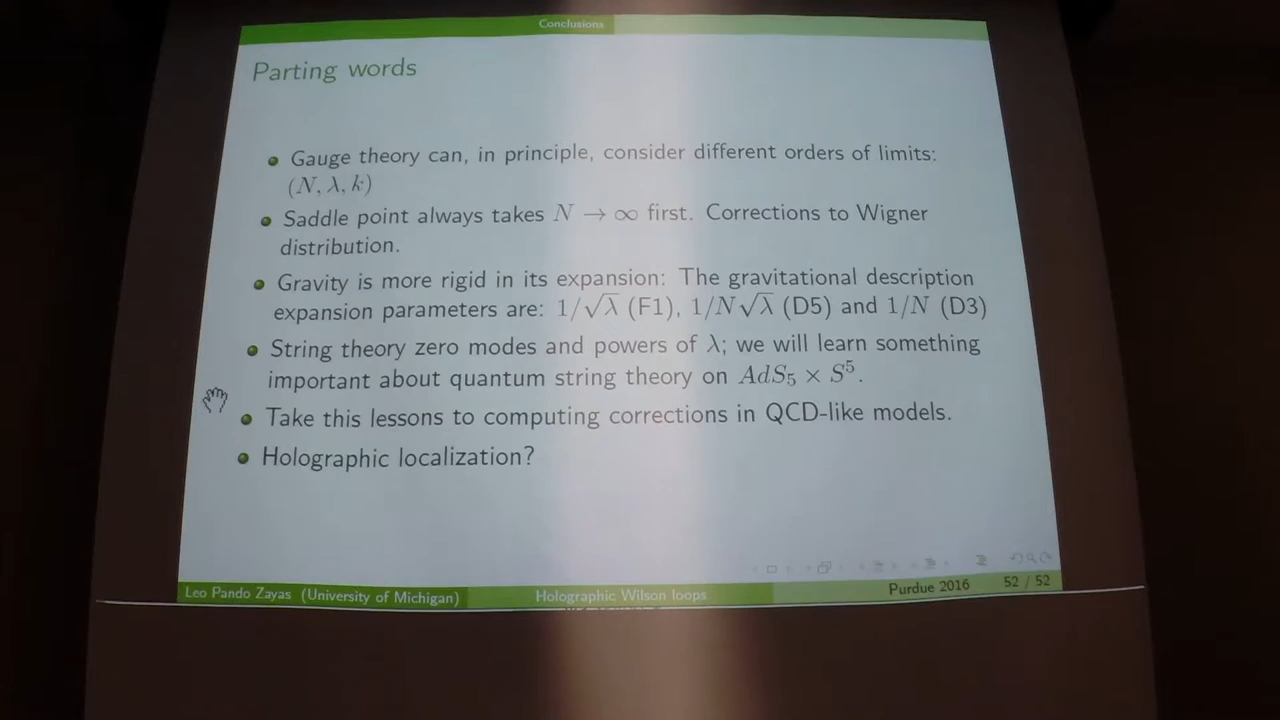 Conclusions
Parting words
Gauge theory can, in principle, consider different orders of limits:
(N, λ, k)
Saddle point always takes N → ∞ first. Corrections to Wigner
distribution.
Gravity is more rigid in its expansion: The gravitational description
expansion parameters are: 1/√λ (F1), 1/N√λ (D5) and 1/N (D3)
String theory zero modes and powers of λ; we will learn something
important about quantum string theory on AdS₅ × S⁵.
Take this lessons to computing corrections in QCD-like models.
Holographic localization?
Leo Pando Zayas (University of Michigan) Holographic Wilson loops Purdue 2016 52 / 52